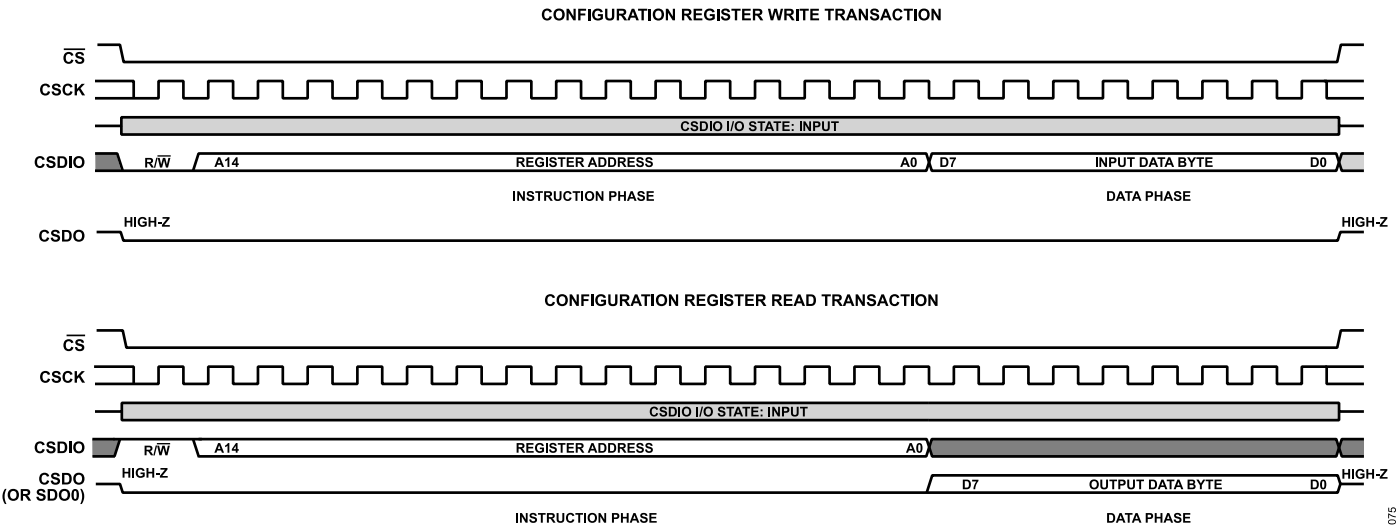 CONFIGURATION REGISTER WRITE TRANSACTION
CS
CSCK
CSDIO I/O STATE: INPUT
CSDIO R/W A14 REGISTER ADDRESS A0 D7 INPUT DATA BYTE D0
INSTRUCTION PHASE DATA PHASE
HIGH-Z HIGH-Z
CSDO
CONFIGURATION REGISTER READ TRANSACTION
CS
CSCK
CSDIO I/O STATE: INPUT
CSDIO R/W A14 REGISTER ADDRESS A0
HIGH-Z HIGH-Z
CSDO
(OR SDO0) D7 OUTPUT DATA BYTE D0
INSTRUCTION PHASE DATA PHASE
075